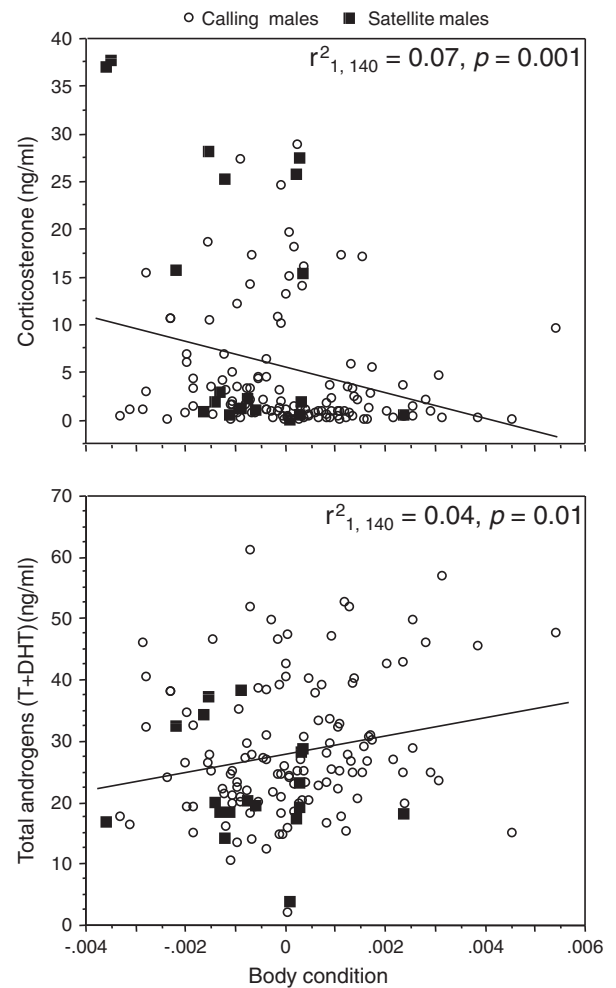 Calling males Satellite males
r²1, 140 = 0.07, p = 0.001
Corticosterone (ng/ml)
40
35
30
25
20
15
10
5
0
r²1, 140 = 0.04, p = 0.01
Total androgens (T+DHT)(ng/ml)
70
60
50
40
30
20
10
0
-.004 -.002 0 .002 .004 .006
Body condition